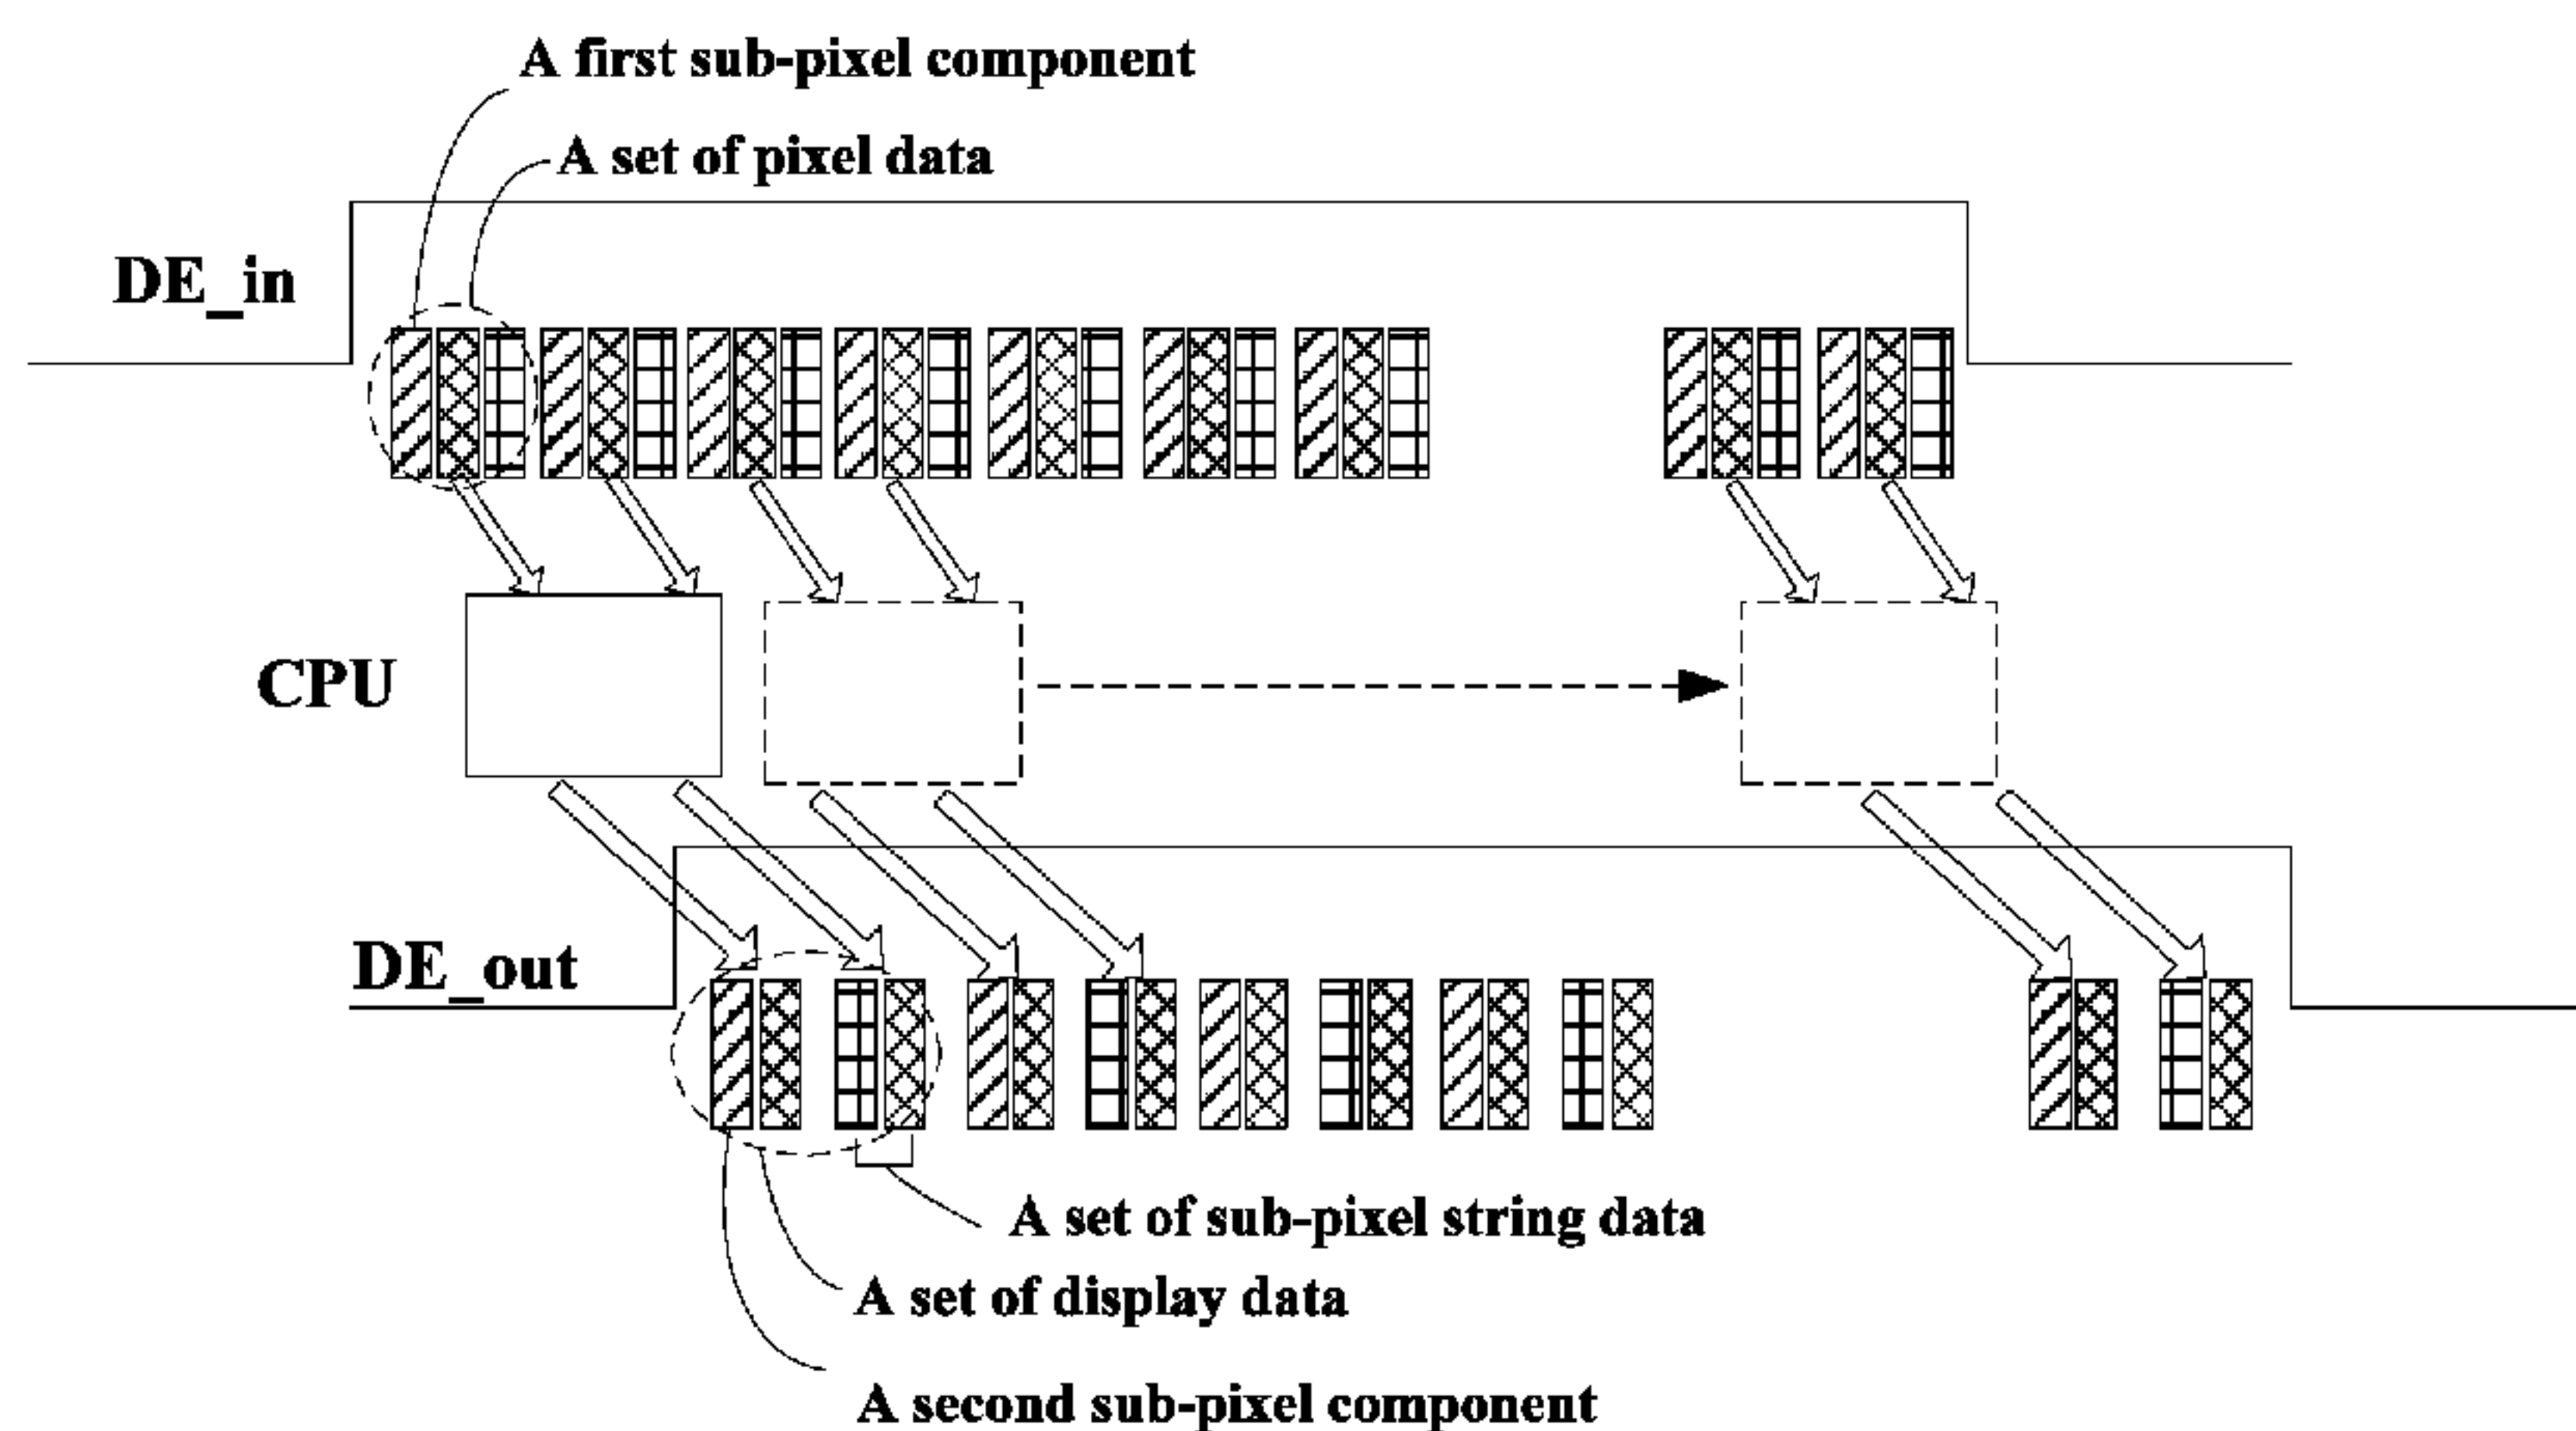 A first sub-pixel component
A set of pixel data
DE_in
CPU
DE_out
A set of sub-pixel string data
A set of display data
A second sub-pixel component